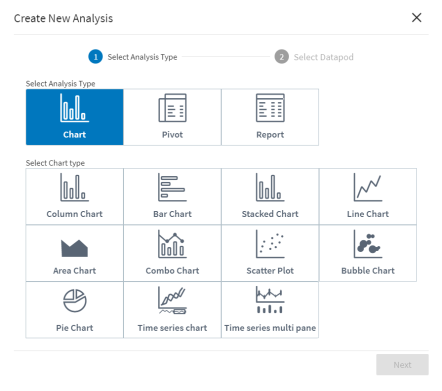 Create New Analysis
1 Select Analysis Type 2 Select Datapod
Select Analysis Type
Chart Pivot Report
Select Chart type
Column Chart Bar Chart Stacked Chart Line Chart
Area Chart Combo Chart Scatter Plot Bubble Chart
Pie Chart Time series chart Time series multi pane
Next